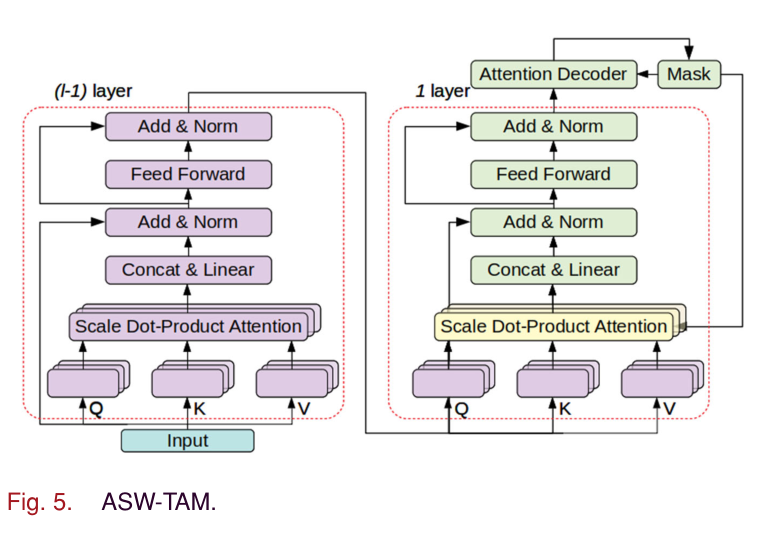 (l-1) layer
Add & Norm
Feed Forward
Add & Norm
Concat & Linear
Scale Dot-Product Attention
Q
K
V
Input
Attention Decoder
Mask
1 layer
Add & Norm
Feed Forward
Add & Norm
Concat & Linear
Scale Dot-Product Attention
Q
K
V
Fig. 5. ASW-TAM.